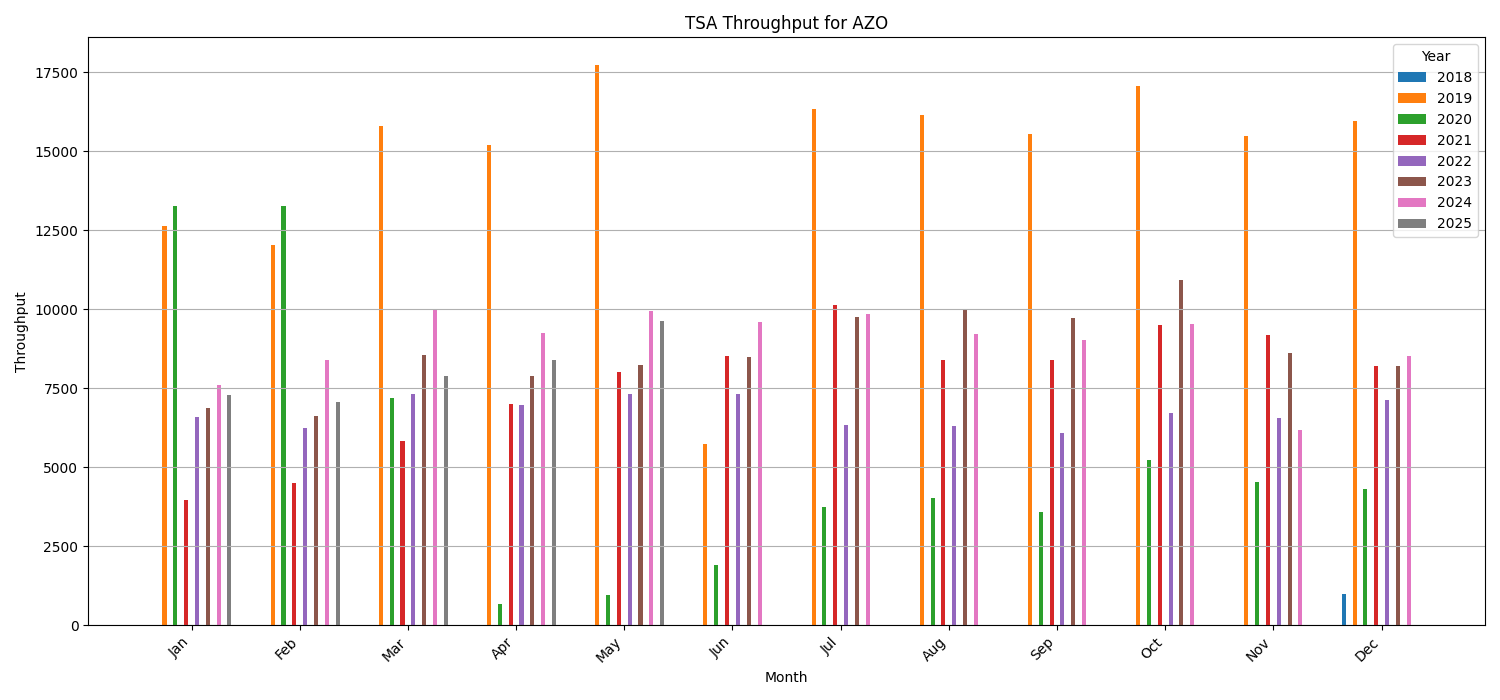 TSA Throughput for AZO
Year
2018
2019
2020
2021
2022
2023
2024
2025
Throughput
17500
15000
12500
10000
7500
5000
2500
0
Jan
Feb
Mar
Apr
May
Jun
Jul
Aug
Sep
Oct
Nov
Dec
Month